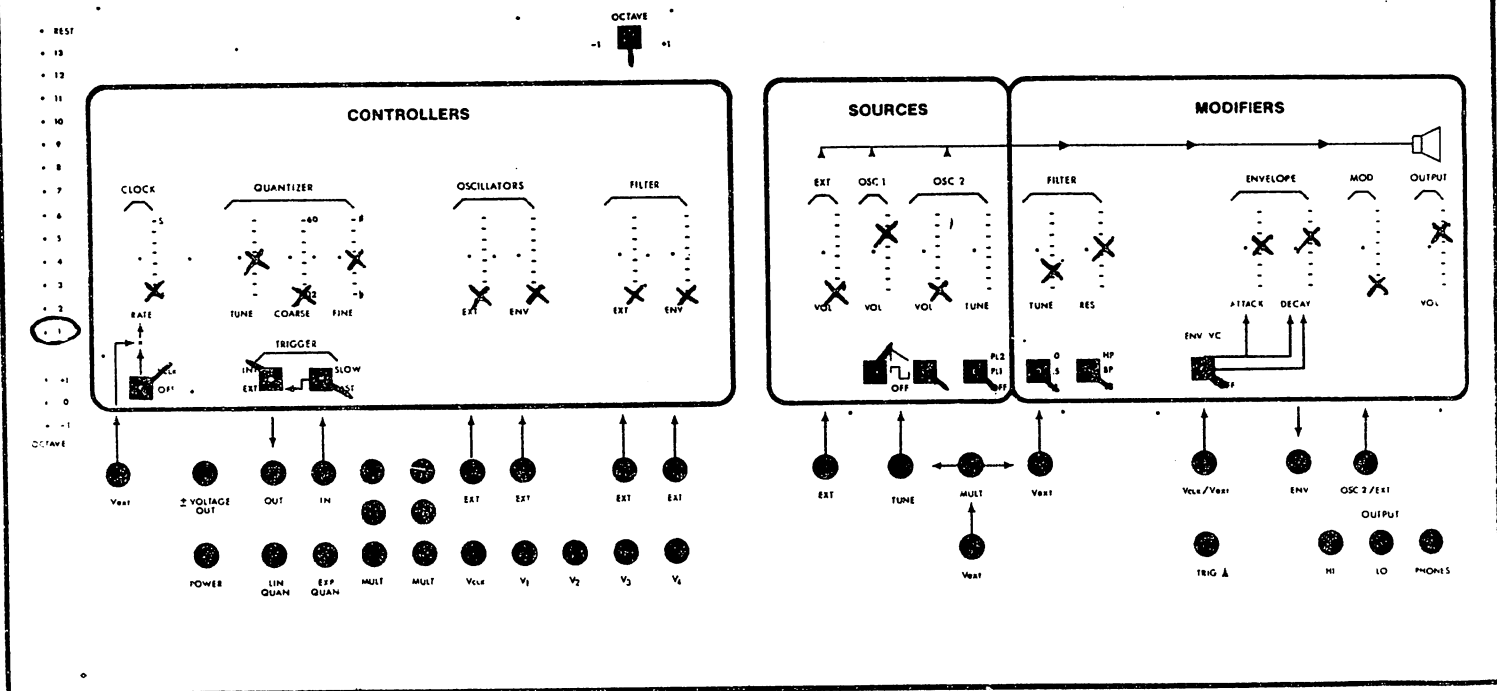 OCTAVE
-1 +1
REST
13
12
11
10
9
8
7
6
5
4
3
2
1
+1
0
-1
OCTAVE
CONTROLLERS
CLOCK QUANTIZER OSCILLATORS FILTER
-5 -60
RATE TUNE COARSE FINE EXT ENV EXT ENV
TRIGGER
INT SLOW
EXT
OFF
SOURCES
EXT OSC 1 OSC 2
VOL VOL VOL TUNE
OFF PL2
PL1
OFF
MODIFIERS
FILTER ENVELOPE MOD OUTPUT
TUNE RES ATTACK DECAY VOL
ENV VC
O HP
.5 BP
Vext ± VOLTAGE OUT OUT IN EXT EXT EXT EXT
EXT TUNE MULT Vext VCLK/Vext ENV OSC 2/EXT
POWER LIN QUAN EXP QUAN MULT MULT VCLK V1 V2 V3 V4
Vext TRIG
OUTPUT
HI LO PHONES